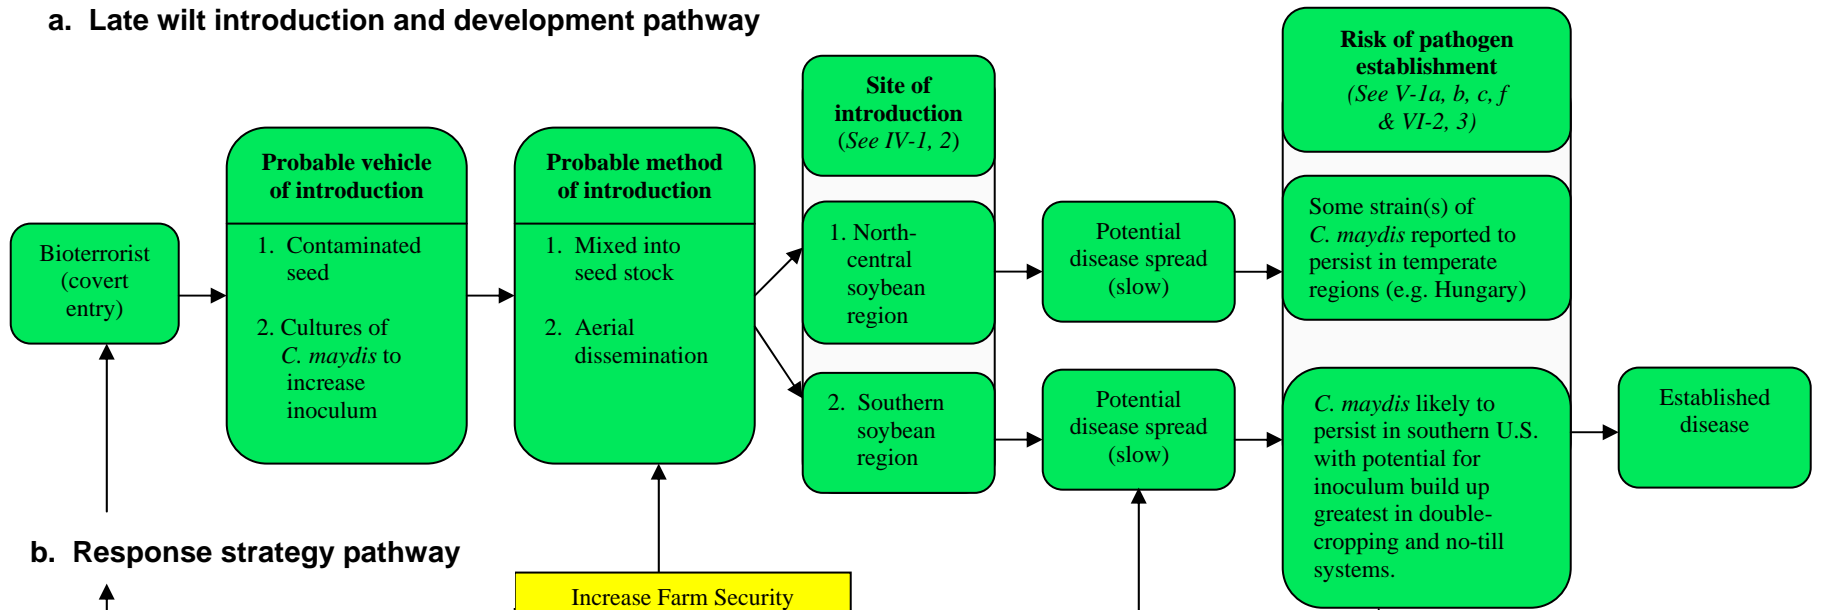 a. Late wilt introduction and development pathway
Bioterrorist
(covert
entry)
Probable vehicle
of introduction
1. Contaminated
seed
2. Cultures of
C. maydis to
increase
inoculum
Probable method
of introduction
1. Mixed into
seed stock
2. Aerial
dissemination
Site of
introduction
(See IV-1, 2)
1. North-
central
soybean
region
2. Southern
soybean
region
Potential
disease spread
(slow)
Potential
disease spread
(slow)
Risk of pathogen
establishment
(See V-1a, b, c, f
& VI-2, 3)
Some strain(s) of
C. maydis reported to
persist in temperate
regions (e.g. Hungary)
C. maydis likely to
persist in southern U.S.
with potential for
inoculum build up
greatest in double-
cropping and no-till
systems.
Established
disease
b. Response strategy pathway
Increase Farm Security